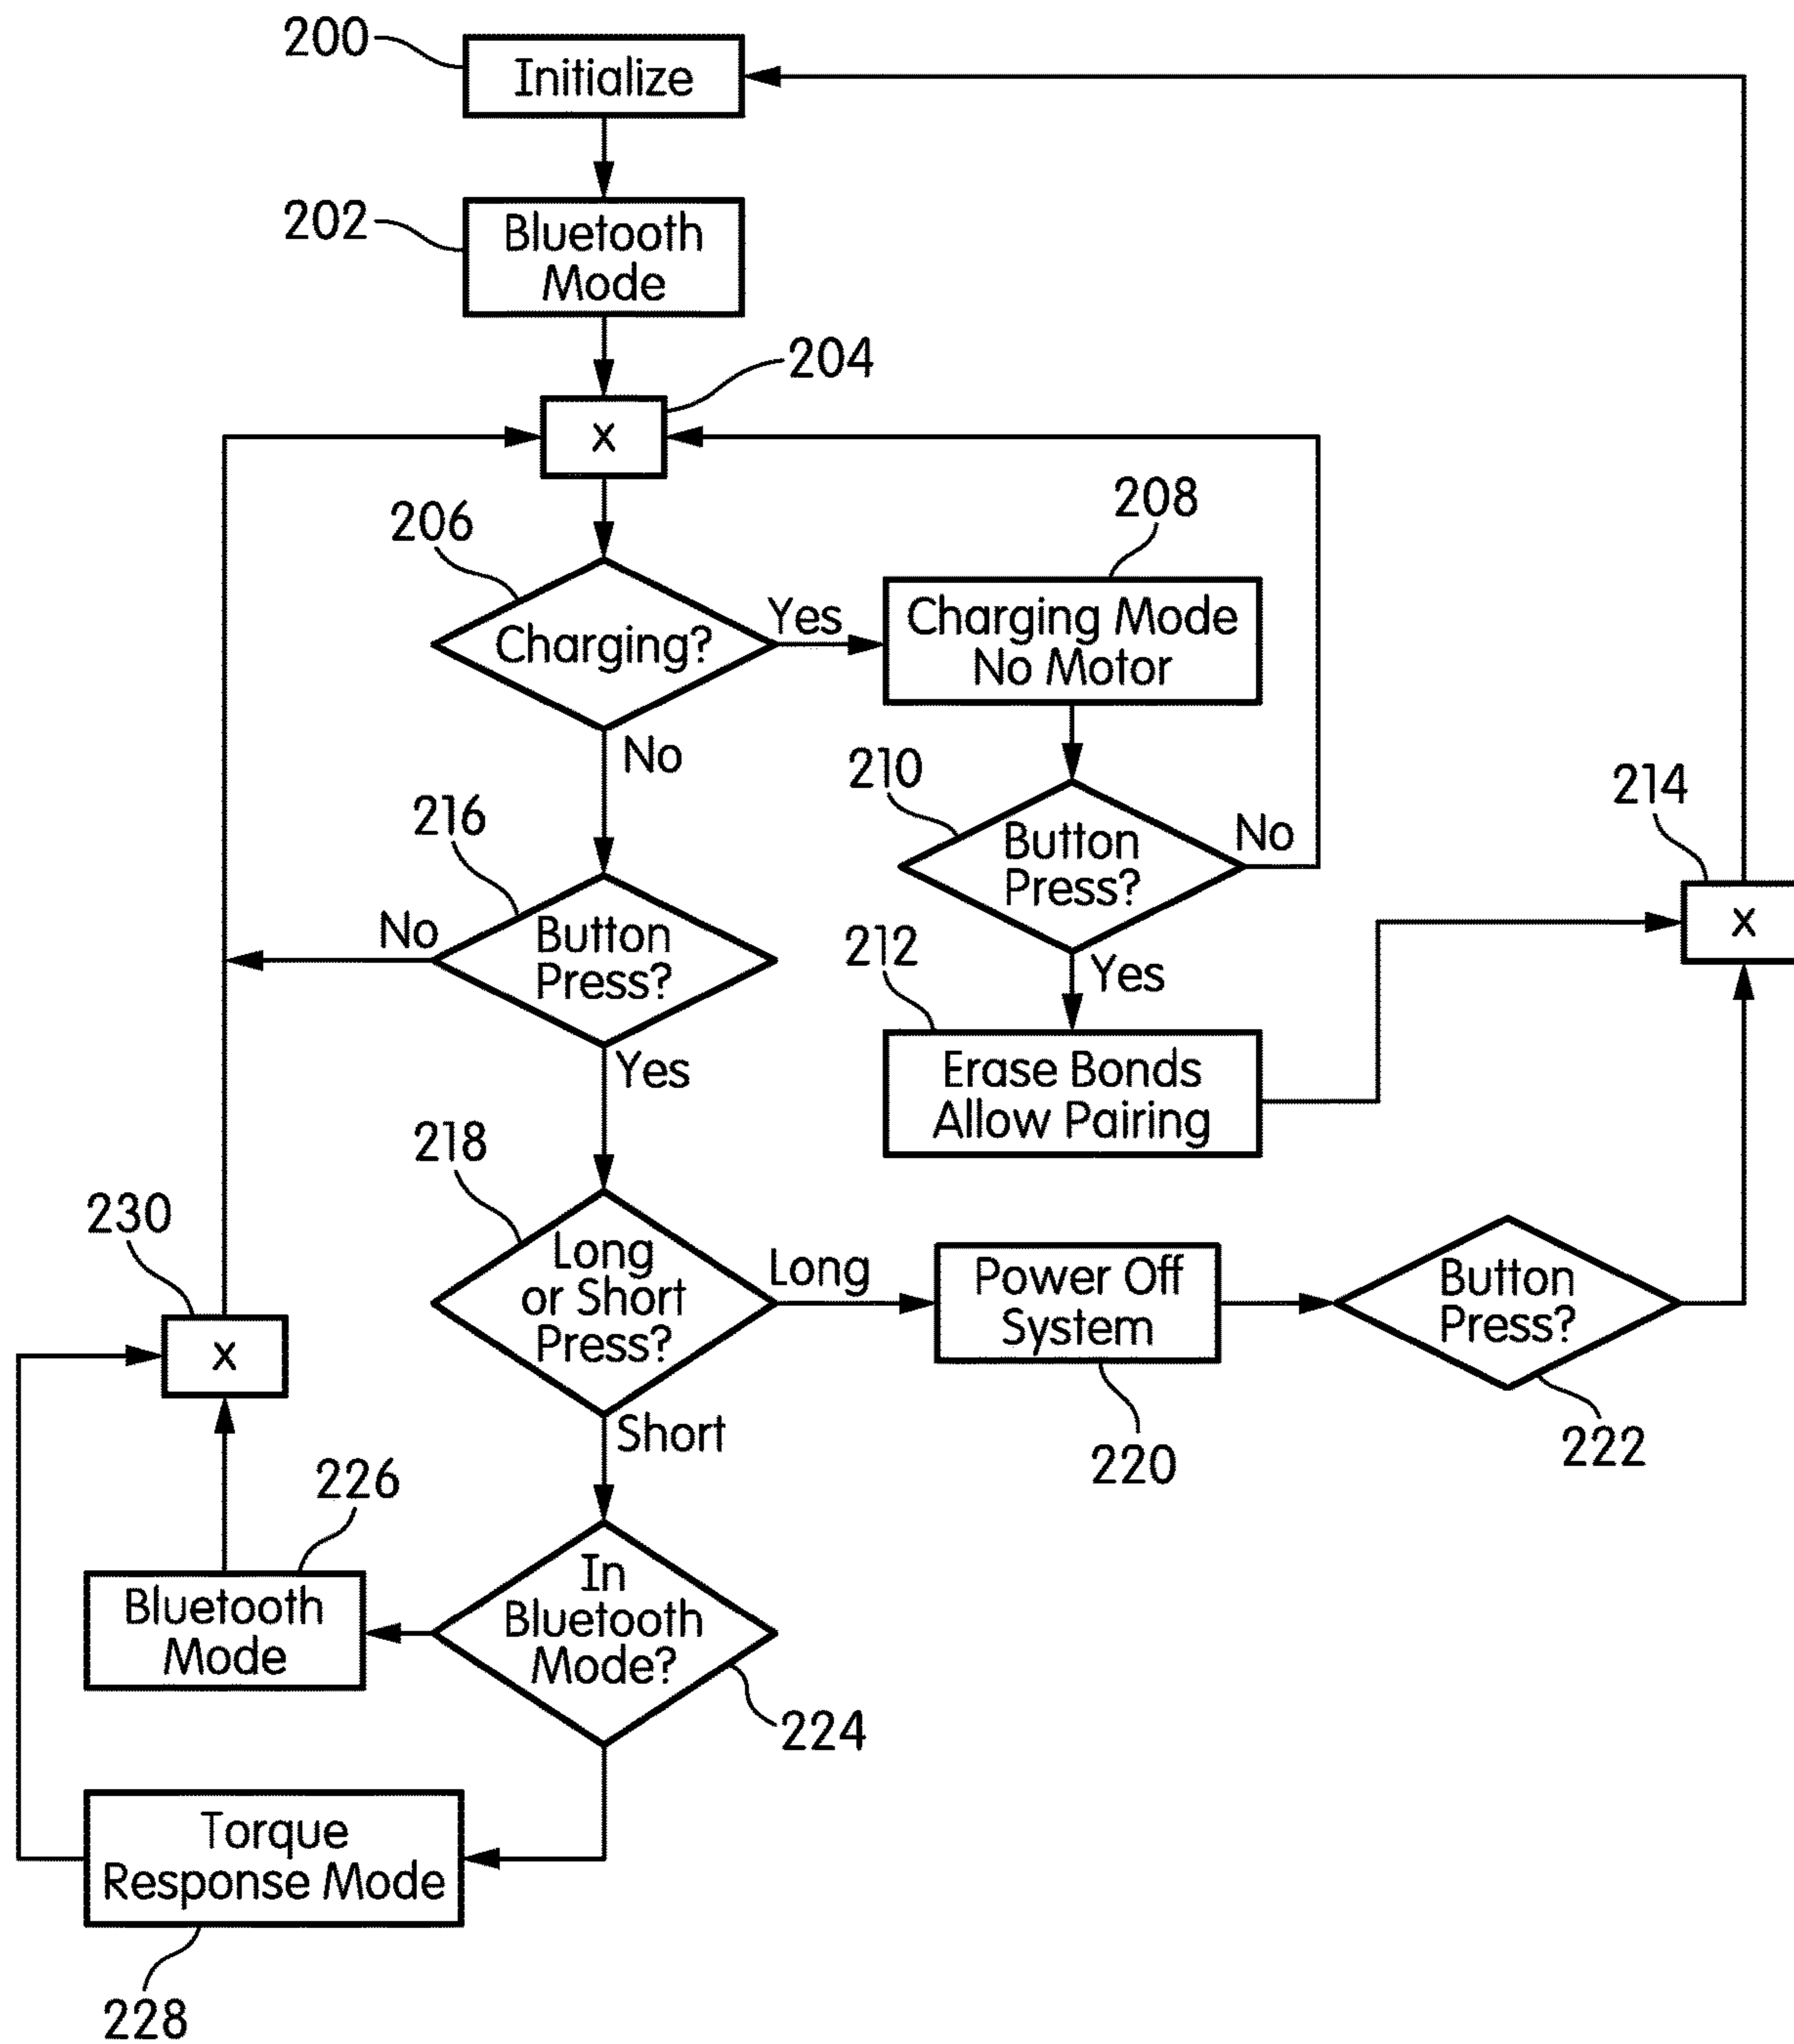 200
Initialize
202
Bluetooth
Mode
204
x
206
Charging?
Yes
No
208
Charging Mode
No Motor
210
Button
Press?
No
Yes
212
Erase Bonds
Allow Pairing
214
x
216
Button
Press?
No
Yes
218
Long
or Short
Press?
Long
Short
Power Off
System
220
Button
Press?
222
230
x
226
Bluetooth
Mode
In
Bluetooth
Mode?
224
Torque
Response Mode
228